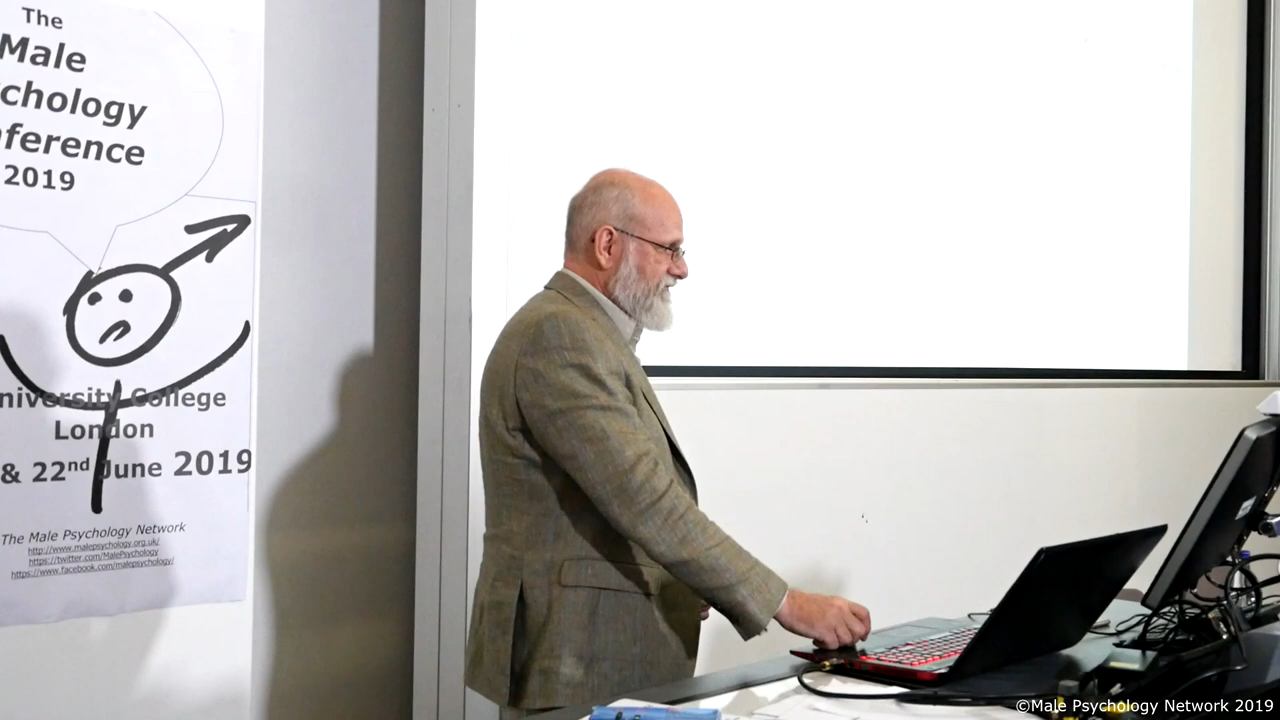 The
Male
chology
ference
2019
niversity College
London
& 22nd June 2019
The Male Psychology Network
http://www.malepsychology.org.uk/
https://twitter.com/MalePsychology
https://www.facebook.com/malepsychology/
©Male Psychology Network 2019